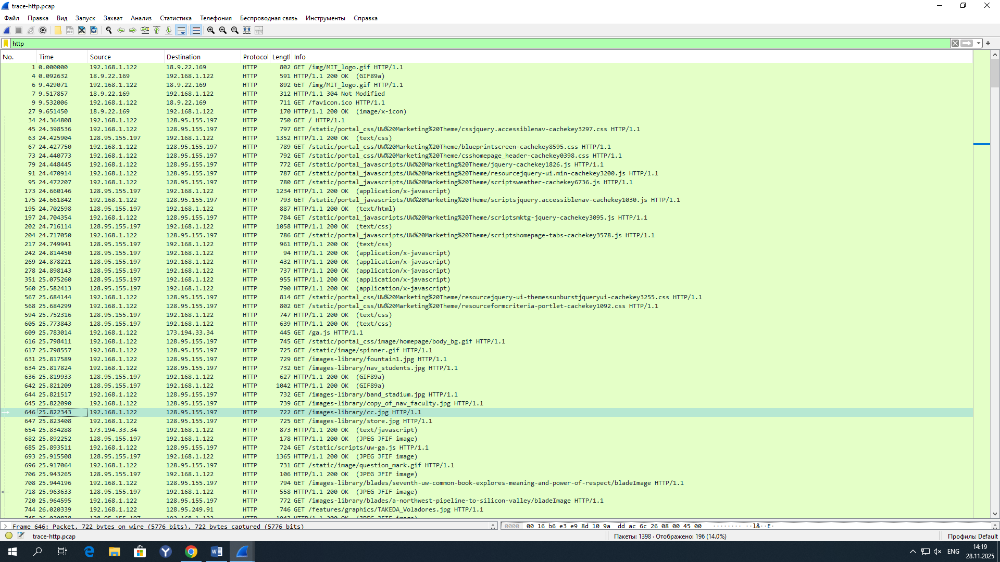 trace-http.pcap
Файл Правка Вид Запуск Захват Анализ Статистика Телефония Беспроводная связь Инструменты Справка
http
No. Time Source Destination Protocol Lengtl Info
1 0.000000 192.168.1.122 18.9.22.169 HTTP 802 GET /img/MIT_logo.gif HTTP/1.1
4 0.092632 18.9.22.169 192.168.1.122 HTTP 591 HTTP/1.1 200 OK (GIF89a)
6 9.429071 192.168.1.122 18.9.22.169 HTTP 892 GET /img/MIT_logo.gif HTTP/1.1
7 9.517857 18.9.22.169 192.168.1.122 HTTP 312 HTTP/1.1 304 Not Modified
9 9.532006 192.168.1.122 18.9.22.169 HTTP 711 GET /favicon.ico HTTP/1.1
27 9.651450 18.9.22.169 192.168.1.122 HTTP 170 HTTP/1.1 200 OK (image/x-icon)
34 24.364808 192.168.1.122 128.95.155.197 HTTP 750 GET / HTTP/1.1
45 24.398536 192.168.1.122 128.95.155.197 HTTP 797 GET /static/portal_css/UW%20Marketing%20Theme/cssjquery.accessiblenav-cachekey3297.css HTTP/1.1
63 24.425904 128.95.155.197 192.168.1.122 HTTP 1352 HTTP/1.1 200 OK (text/css)
67 24.427750 192.168.1.122 128.95.155.197 HTTP 789 GET /static/portal_css/UW%20Marketing%20Theme/blueprintscreen-cachekey8595.css HTTP/1.1
73 24.440773 192.168.1.122 128.95.155.197 HTTP 792 GET /static/portal_css/UW%20Marketing%20Theme/csshomepage_header-cachekey0398.css HTTP/1.1
79 24.448445 192.168.1.122 128.95.155.197 HTTP 772 GET /static/portal_javascripts/UW%20Marketing%20Theme/jquery-cachekey1826.js HTTP/1.1
91 24.470914 192.168.1.122 128.95.155.197 HTTP 787 GET /static/portal_javascripts/UW%20Marketing%20Theme/resourcejquery-ui.min-cachekey3200.js HTTP/1.1
95 24.472207 192.168.1.122 128.95.155.197 HTTP 780 GET /static/portal_javascripts/UW%20Marketing%20Theme/scriptsweather-cachekey6736.js HTTP/1.1
173 24.660146 128.95.155.197 192.168.1.122 HTTP 1234 HTTP/1.1 200 OK (application/x-javascript)
175 24.661842 192.168.1.122 128.95.155.197 HTTP 793 GET /static/portal_javascripts/UW%20Marketing%20Theme/scriptsjquery.accessiblenav-cachekey1030.js HTTP/1.1
195 24.702598 128.95.155.197 192.168.1.122 HTTP 887 HTTP/1.1 200 OK (text/html)
197 24.704354 192.168.1.122 128.95.155.197 HTTP 784 GET /static/portal_javascripts/UW%20Marketing%20Theme/scriptsmktg-jquery-cachekey3095.js HTTP/1.1
202 24.716114 128.95.155.197 192.168.1.122 HTTP 1058 HTTP/1.1 200 OK (text/css)
204 24.717050 192.168.1.122 128.95.155.197 HTTP 786 GET /static/portal_javascripts/UW%20Marketing%20Theme/scriptshomepage-tabs-cachekey3578.js HTTP/1.1
217 24.749941 128.95.155.197 192.168.1.122 HTTP 961 HTTP/1.1 200 OK (text/css)
242 24.814450 128.95.155.197 192.168.1.122 HTTP 94 HTTP/1.1 200 OK (application/x-javascript)
269 24.878221 128.95.155.197 192.168.1.122 HTTP 432 HTTP/1.1 200 OK (application/x-javascript)
278 24.898143 128.95.155.197 192.168.1.122 HTTP 737 HTTP/1.1 200 OK (application/x-javascript)
351 25.075260 128.95.155.197 192.168.1.122 HTTP 955 HTTP/1.1 200 OK (application/x-javascript)
560 25.582413 128.95.155.197 192.168.1.122 HTTP 790 HTTP/1.1 200 OK (application/x-javascript)
567 25.684144 192.168.1.122 128.95.155.197 HTTP 814 GET /static/portal_css/UW%20Marketing%20Theme/resourcejquery-ui-themessunburstjqueryui-cachekey3255.css HTTP/1.1
568 25.684299 192.168.1.122 128.95.155.197 HTTP 802 GET /static/portal_css/UW%20Marketing%20Theme/resourceformcriteria-portlet-cachekey1092.css HTTP/1.1
594 25.752316 128.95.155.197 192.168.1.122 HTTP 747 HTTP/1.1 200 OK (text/css)
605 25.773843 128.95.155.197 192.168.1.122 HTTP 639 HTTP/1.1 200 OK (text/css)
609 25.783014 192.168.1.122 173.194.33.34 HTTP 445 GET /ga.js HTTP/1.1
616 25.798411 192.168.1.122 128.95.155.197 HTTP 745 GET /static/portal_css/image/homepage/body_bg.gif HTTP/1.1
617 25.798557 192.168.1.122 128.95.155.197 HTTP 725 GET /static/image/spinner.gif HTTP/1.1
631 25.817589 192.168.1.122 128.95.155.197 HTTP 729 GET /images-library/fountain1.jpg HTTP/1.1
634 25.817824 192.168.1.122 128.95.155.197 HTTP 732 GET /images-library/nav_students.jpg HTTP/1.1
636 25.819933 128.95.155.197 192.168.1.122 HTTP 627 HTTP/1.1 200 OK (GIF89a)
642 25.821209 128.95.155.197 192.168.1.122 HTTP 1042 HTTP/1.1 200 OK (GIF89a)
644 25.821517 192.168.1.122 128.95.155.197 HTTP 732 GET /images-library/band_stadium.jpg HTTP/1.1
645 25.822090 192.168.1.122 128.95.155.197 HTTP 739 GET /images-library/copy_of_nav_faculty.jpg HTTP/1.1
646 25.822343 192.168.1.122 128.95.155.197 HTTP 722 GET /images-library/cc.jpg HTTP/1.1
647 25.823408 192.168.1.122 128.95.155.197 HTTP 725 GET /images-library/store.jpg HTTP/1.1
654 25.834288 173.194.33.34 192.168.1.122 HTTP 873 HTTP/1.1 200 OK (text/javascript)
682 25.892252 128.95.155.197 192.168.1.122 HTTP 178 HTTP/1.1 200 OK (JPEG JFIF image)
685 25.893511 192.168.1.122 128.95.155.197 HTTP 724 GET /static/scripts/uw-ga.js HTTP/1.1
693 25.915508 128.95.155.197 192.168.1.122 HTTP 1365 HTTP/1.1 200 OK (JPEG JFIF image)
696 25.917064 192.168.1.122 128.95.155.197 HTTP 731 GET /static/image/question_mark.gif HTTP/1.1
706 25.943265 128.95.155.197 192.168.1.122 HTTP 106 HTTP/1.1 200 OK (JPEG JFIF image)
708 25.944196 192.168.1.122 128.95.155.197 HTTP 794 GET /images-library/blades/seventh-uw-common-book-explores-meaning-and-power-of-respect/bladeImage HTTP/1.1
718 25.963633 128.95.155.197 192.168.1.122 HTTP 558 HTTP/1.1 200 OK (JPEG JFIF image)
720 25.964595 192.168.1.122 128.95.155.197 HTTP 772 GET /images-library/blades/a-northwest-pipeline-to-silicon-valley/bladeImage HTTP/1.1
744 26.020339 192.168.1.122 128.95.249.91 HTTP 746 GET /features/graphics/TAKEDA_Voladores.jpg HTTP/1.1
745 26.020838 128.95.155.197 192.168.1.122 HTTP 1043 HTTP/1.1 200 OK (JPEG JFIF image)
Frame 646: Packet, 722 bytes on wire (5776 bits), 722 bytes captured (5776 bits)
0000 00 16 b6 e3 e9 8d 10 9a dd ac 6c 26 08 00 45 00 ········ ··l&··E·
trace-http.pcap
Пакеты: 1398 · Отображено: 196 (14.0%)
Профиль: Default
ENG
14:19
28.11.2025